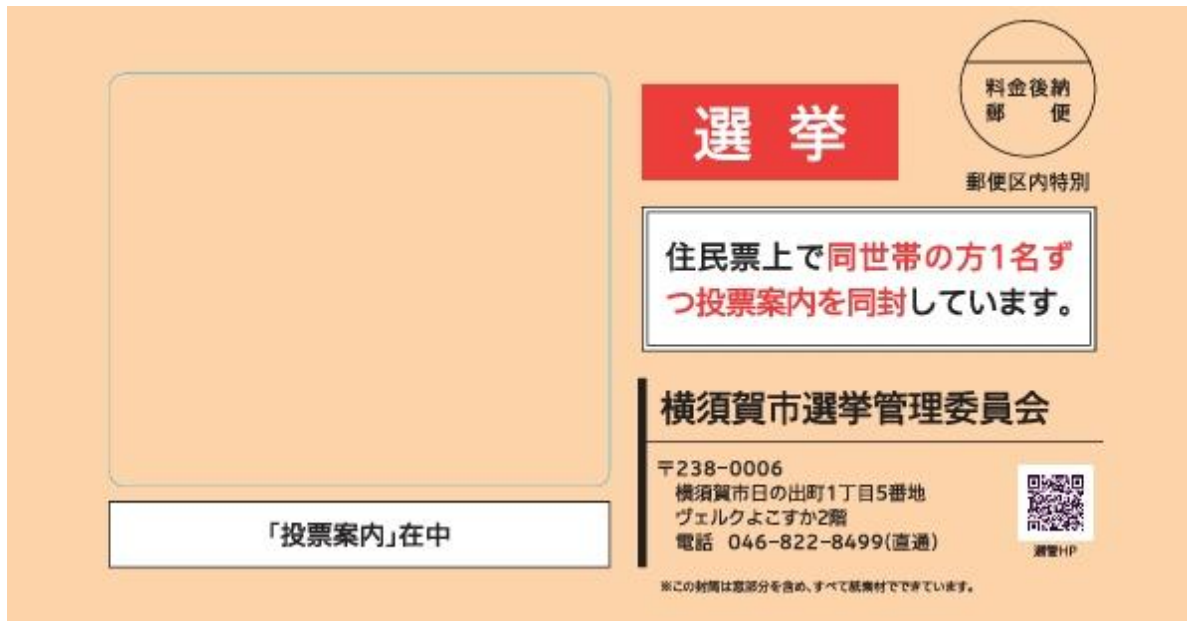 選挙
料金後納
郵便
郵便区内特別
住民票上で同世帯の方1名ず
つ投票案内を同封しています。
横須賀市選挙管理委員会
〒238-0006
横須賀市日の出町1丁目5番地
ヴェルクよこすか2階
電話 046-822-8499(直通)
選管HP
「投票案内」在中
※この封筒は窓部分を含め、すべて紙素材でできています。